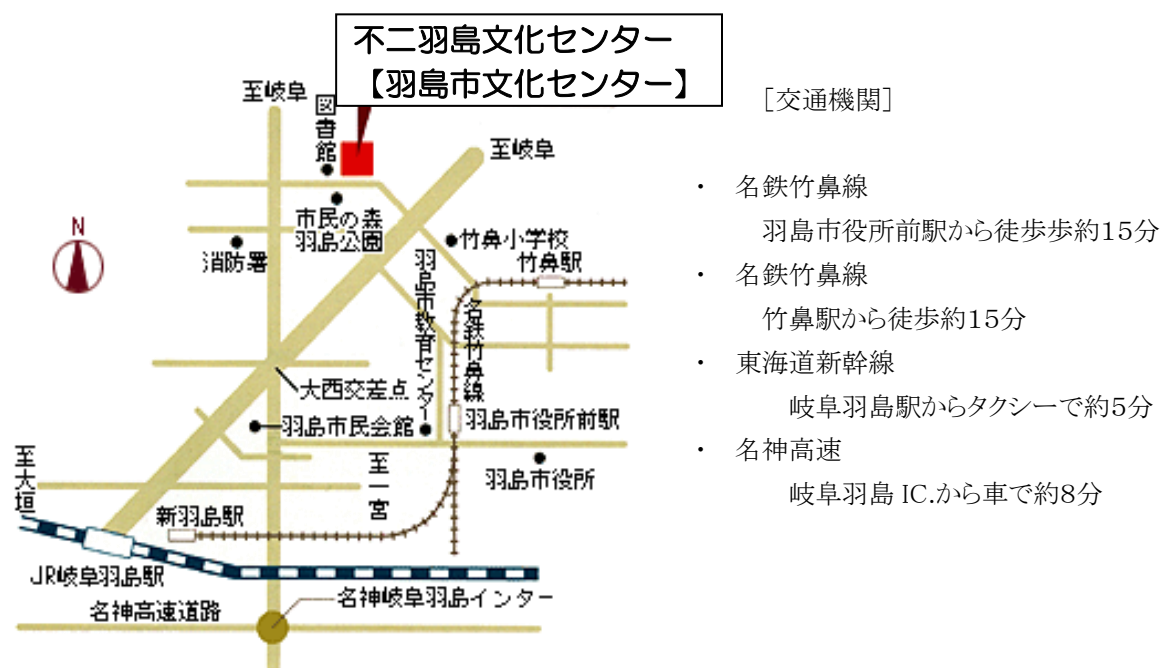 不二羽島文化センター
【羽島市文化センター】
至岐阜
図書館
至岐阜
市民の森
羽島公園
消防署
竹鼻小学校
竹鼻駅
羽島市教育センター
名鉄竹鼻線
N
大西交差点
羽島市民会館
羽島市役所前駅
羽島市役所
至大垣
至一宮
新羽島駅
JR岐阜羽島駅
名神岐阜羽島インター
名神高速道路
[交通機関]
・ 名鉄竹鼻線
羽島市役所前駅から徒歩歩約15分
・ 名鉄竹鼻線
竹鼻駅から徒歩約15分
・ 東海道新幹線
岐阜羽島駅からタクシーで約5分
・ 名神高速
岐阜羽島 IC.から車で約8分